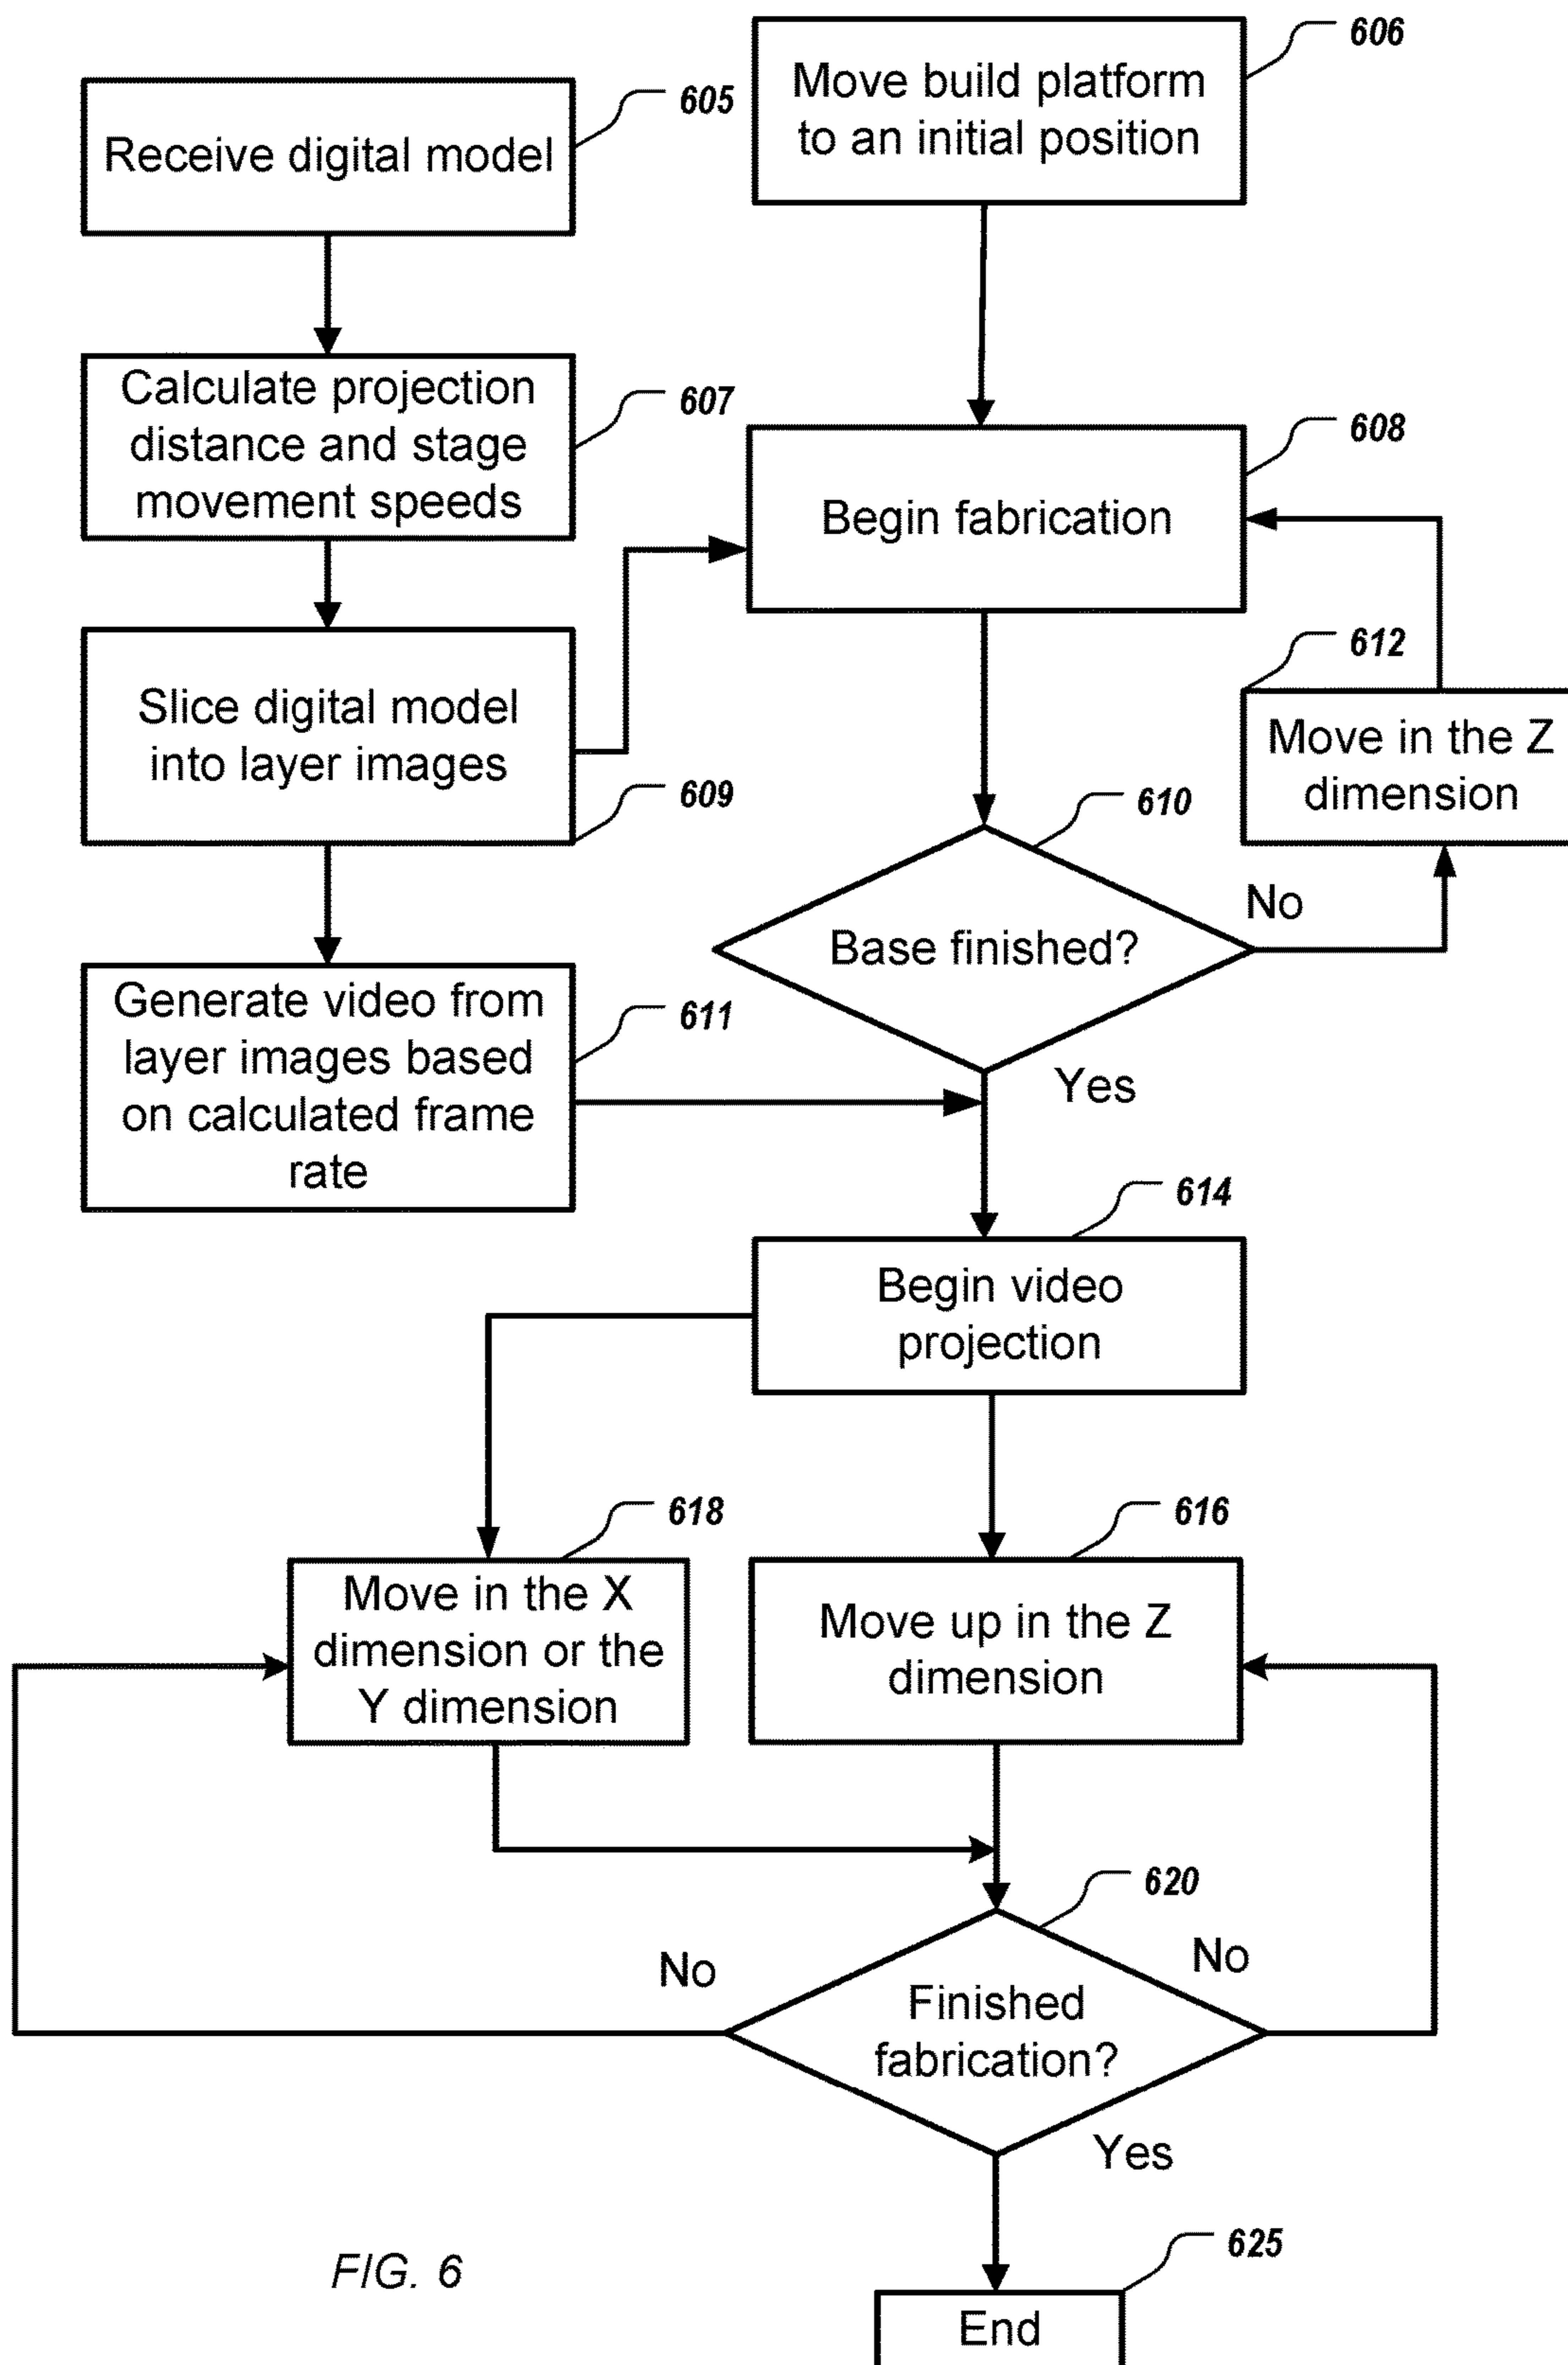 606
Move build platform
to an initial position
605
Receive digital model
Calculate projection
distance and stage
movement speeds
607
608
Begin fabrication
Slice digital model
into layer images
609
612
Move in the Z
dimension
610
Base finished?
No
Yes
Generate video from
layer images based
on calculated frame
rate
611
614
Begin video
projection
618
Move in the X
dimension or the
Y dimension
616
Move up in the Z
dimension
620
Finished
fabrication?
No
No
Yes
625
End
FIG. 6